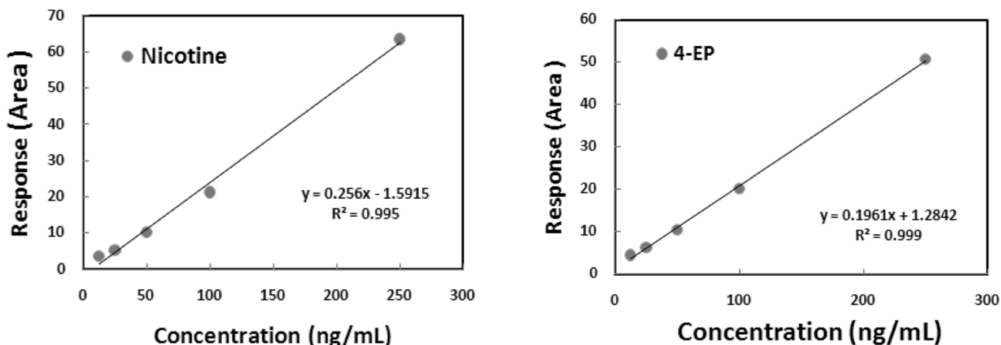 70
60
50
40
30
20
10
0
Response (Area)
Nicotine
y = 0.256x - 1.5915
R² = 0.995
0 50 100 150 200 250 300
Concentration (ng/mL)
60
50
40
30
20
10
0
Response (Area)
4-EP
y = 0.1961x + 1.2842
R² = 0.999
0 100 200 300
Concentration (ng/mL)